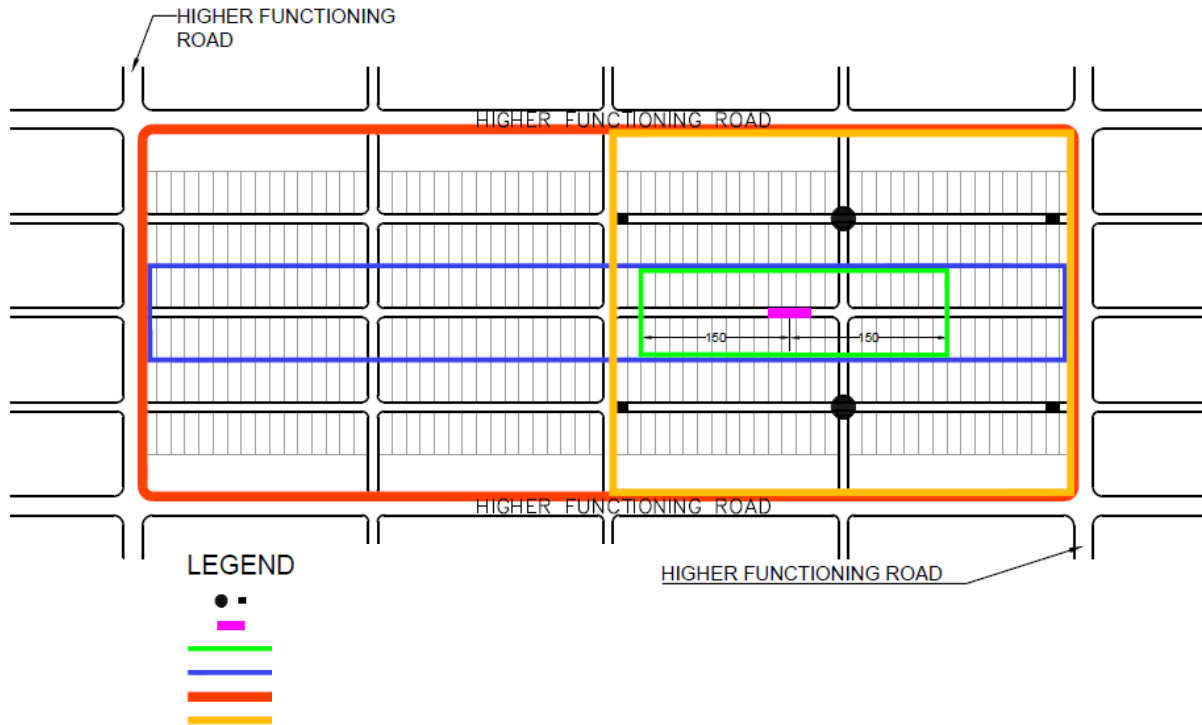 HIGHER FUNCTIONING
ROAD
HIGHER FUNCTIONING ROAD
150
150
HIGHER FUNCTIONING ROAD
LEGEND
HIGHER FUNCTIONING ROAD